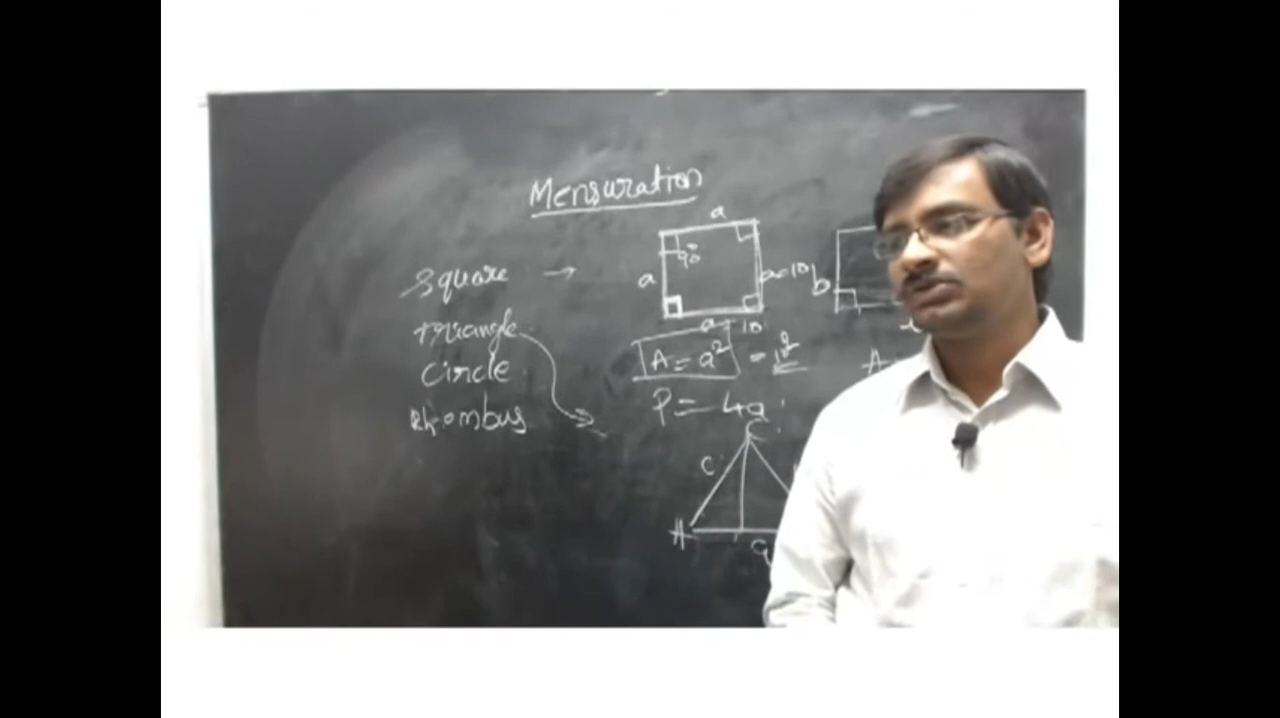 Mensuration
square →
triangle
circle
Rhombus
a
90°
a
a=10
a = 10
A = a²
P = 4a
b
A
C
c
A
a